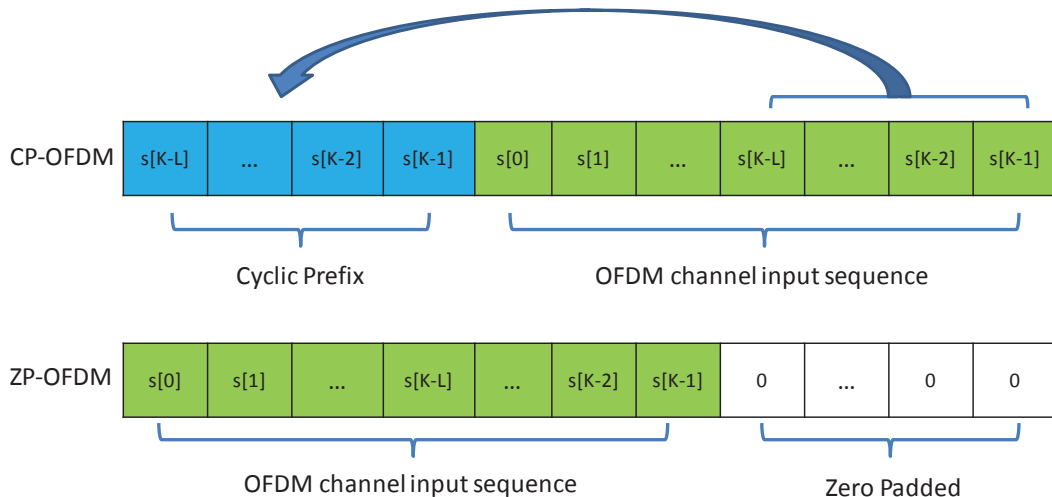 CP-OFDM s[K-L] ... s[K-2] s[K-1] s[0] s[1] ... s[K-L] ... s[K-2] s[K-1]
Cyclic Prefix OFDM channel input sequence
ZP-OFDM s[0] s[1] ... s[K-L] ... s[K-2] s[K-1] 0 ... 0 0
OFDM channel input sequence Zero Padded